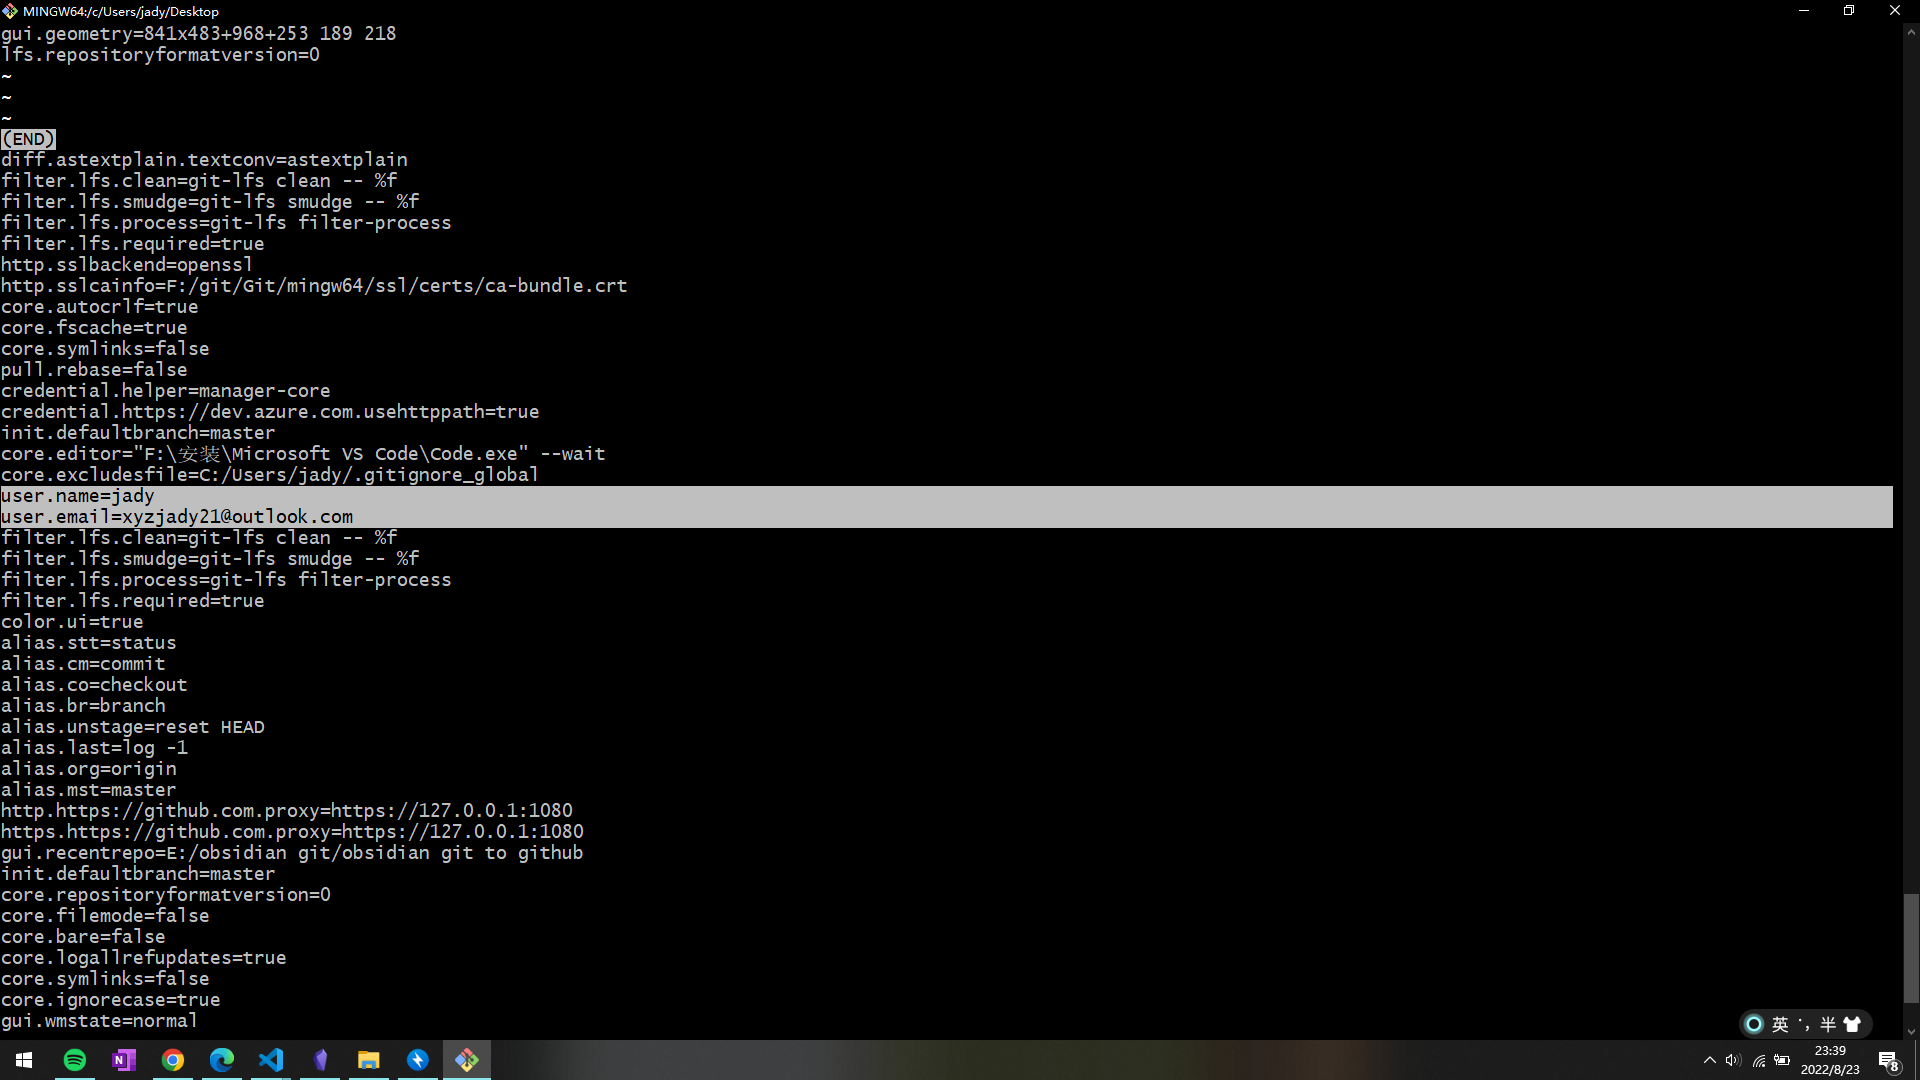 MINGW64:/c/Users/jady/Desktop
gui.geometry=841x483+968+253 189 218
lfs.repositoryformatversion=0
~
~
~
(END)
diff.astextplain.textconv=astextplain
filter.lfs.clean=git-lfs clean -- %f
filter.lfs.smudge=git-lfs smudge -- %f
filter.lfs.process=git-lfs filter-process
filter.lfs.required=true
http.sslbackend=openssl
http.sslcainfo=F:/git/Git/mingw64/ssl/certs/ca-bundle.crt
core.autocrlf=true
core.fscache=true
core.symlinks=false
pull.rebase=false
credential.helper=manager-core
credential.https://dev.azure.com.usehttppath=true
init.defaultbranch=master
core.editor="F:\安装\Microsoft VS Code\Code.exe" --wait
core.excludesfile=C:/Users/jady/.gitignore_global
user.name=jady
user.email=xyzjady21@outlook.com
filter.lfs.clean=git-lfs clean -- %f
filter.lfs.smudge=git-lfs smudge -- %f
filter.lfs.process=git-lfs filter-process
filter.lfs.required=true
color.ui=true
alias.stt=status
alias.cm=commit
alias.co=checkout
alias.br=branch
alias.unstage=reset HEAD
alias.last=log -1
alias.org=origin
alias.mst=master
http.https://github.com.proxy=https://127.0.0.1:1080
https.https://github.com.proxy=https://127.0.0.1:1080
gui.recentrepo=E:/obsidian git/obsidian git to github
init.defaultbranch=master
core.repositoryformatversion=0
core.filemode=false
core.bare=false
core.logallrefupdates=true
core.symlinks=false
core.ignorecase=true
gui.wmstate=normal
英 ·, 半
N
23:39
2022/8/23
8